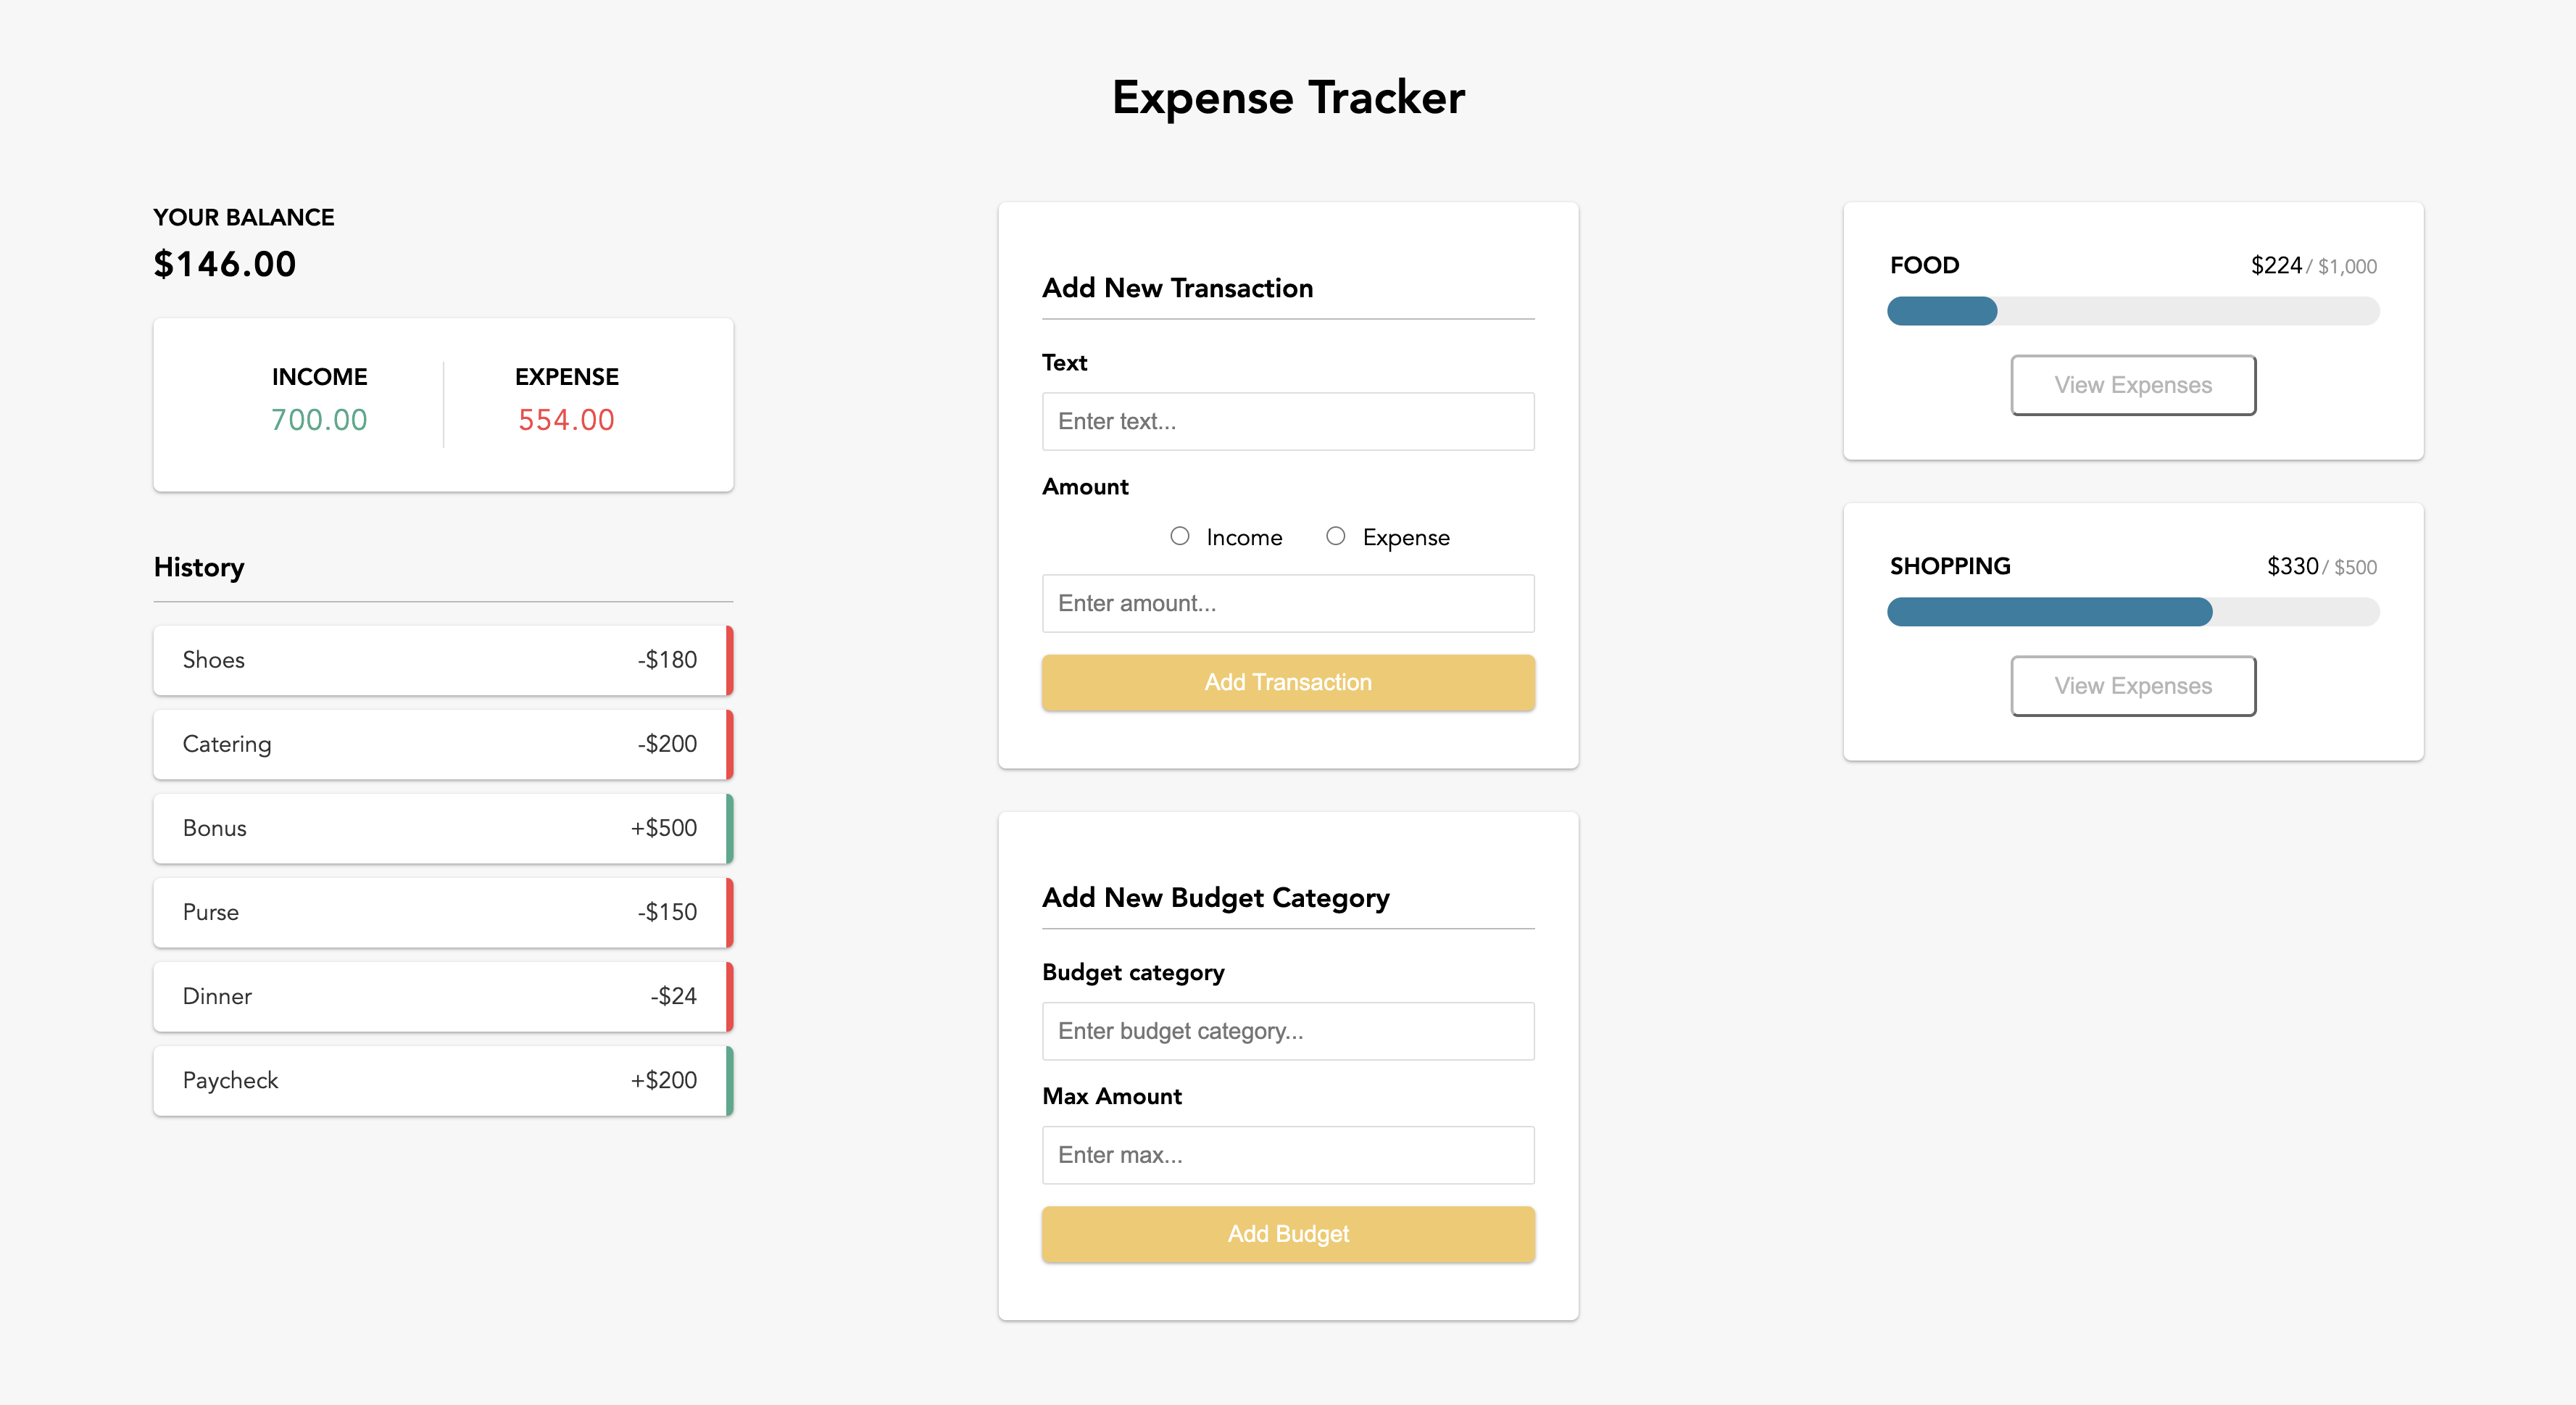 Expense Tracker
YOUR BALANCE
$146.00
INCOME
700.00
EXPENSE
554.00
History
Shoes -$180
Catering -$200
Bonus +$500
Purse -$150
Dinner -$24
Paycheck +$200
Add New Transaction
Text
Enter text...
Amount
Income Expense
Enter amount...
Add Transaction
Add New Budget Category
Budget category
Enter budget category...
Max Amount
Enter max...
Add Budget
FOOD $224 / $1,000
View Expenses
SHOPPING $330 / $500
View Expenses